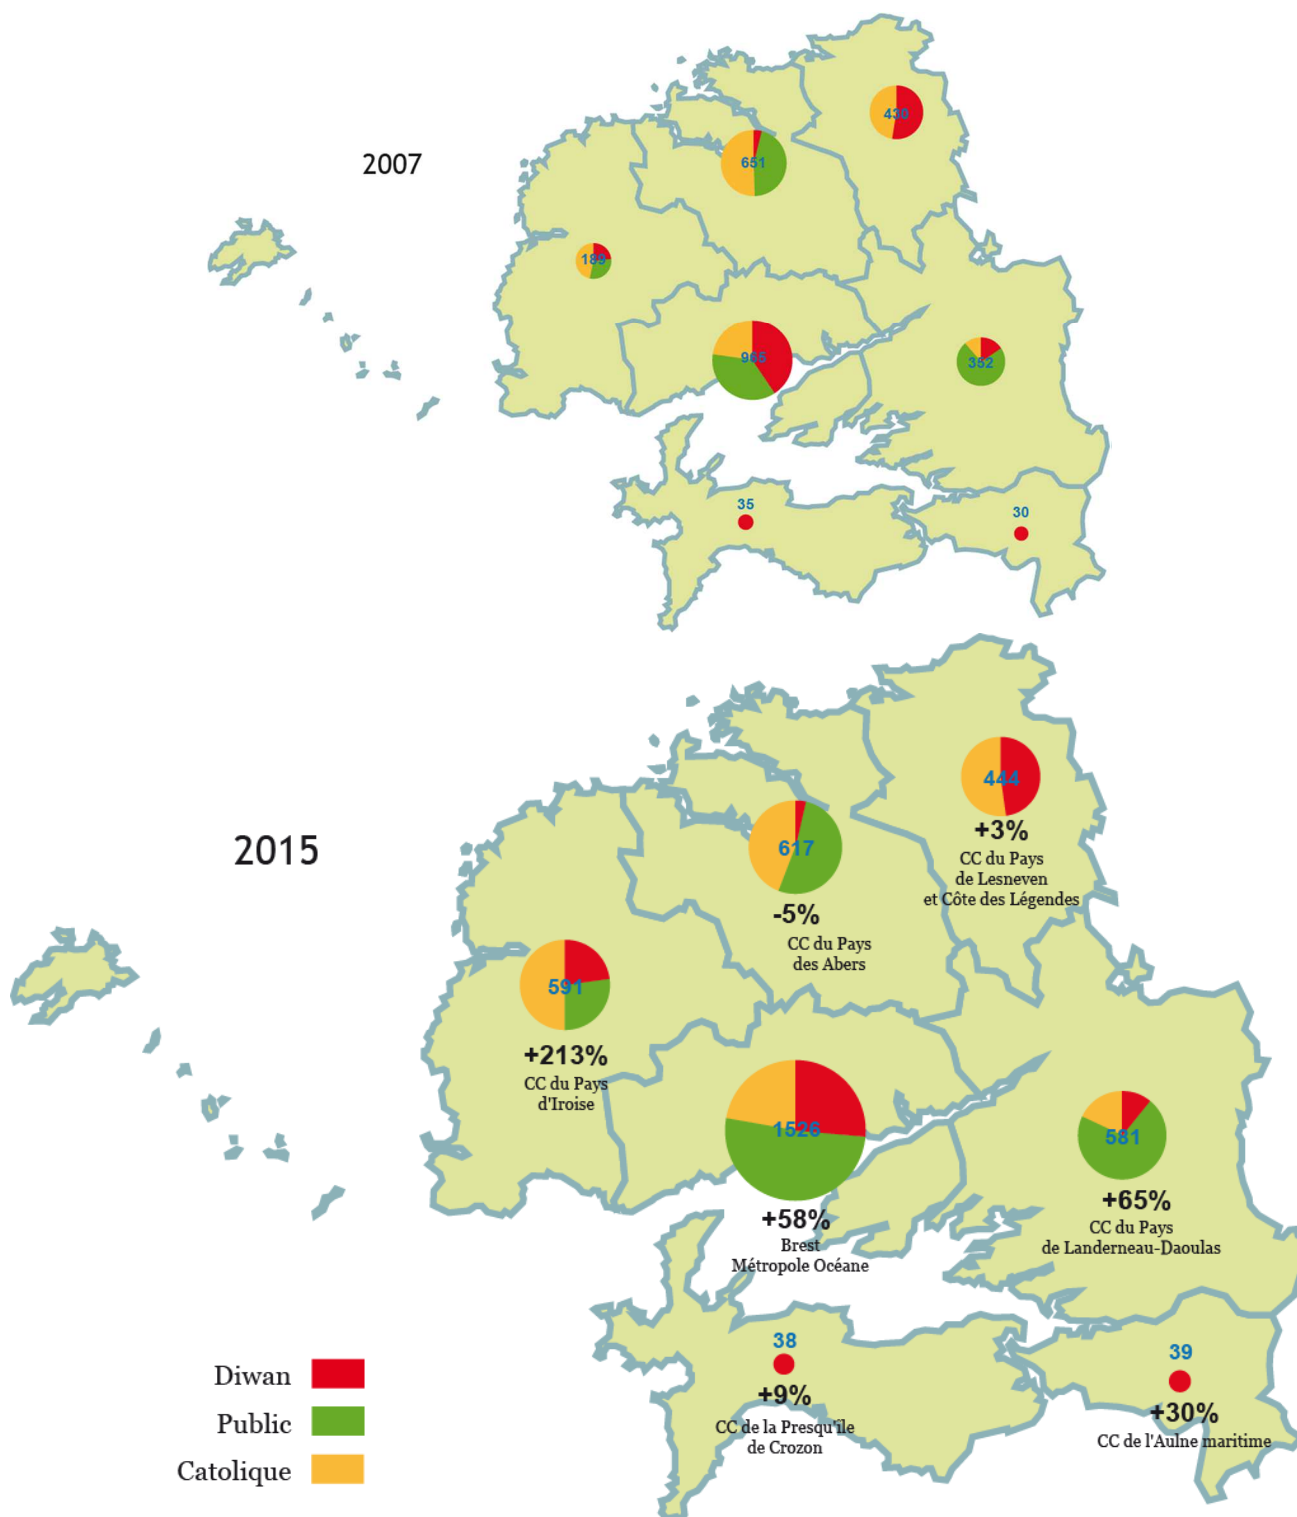 2007
430
651
189
965
352
35
30
2015
444
+3%
CC du Pays
de Lesneven
et Côte des Légendes
617
-5%
CC du Pays
des Abers
591
+213%
CC du Pays
d'Iroise
1526
+58%
Brest
Métropole Océane
581
+65%
CC du Pays
de Landerneau-Daoulas
38
+9%
CC de la Presqu'ile
de Crozon
39
+30%
CC de l'Aulne maritime
Diwan
Public
Catolique